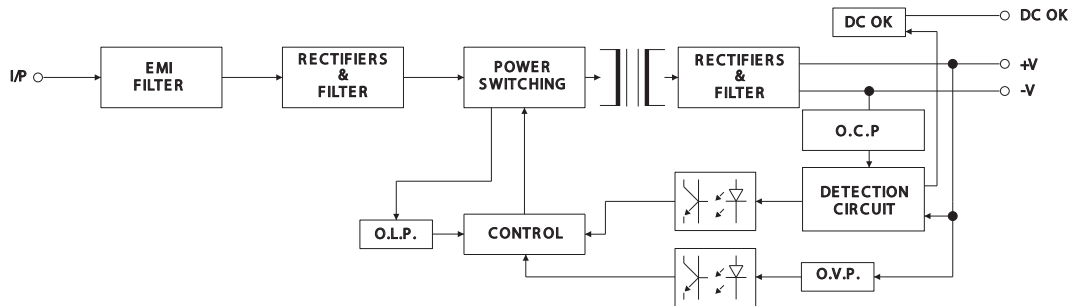 DC OK
DC OK
I/P
EMI
FILTER
RECTIFIERS
&
FILTER
POWER
SWITCHING
RECTIFIERS
&
FILTER
+V
-V
O.C.P
DETECTION
CIRCUIT
O.L.P.
CONTROL
O.V.P.